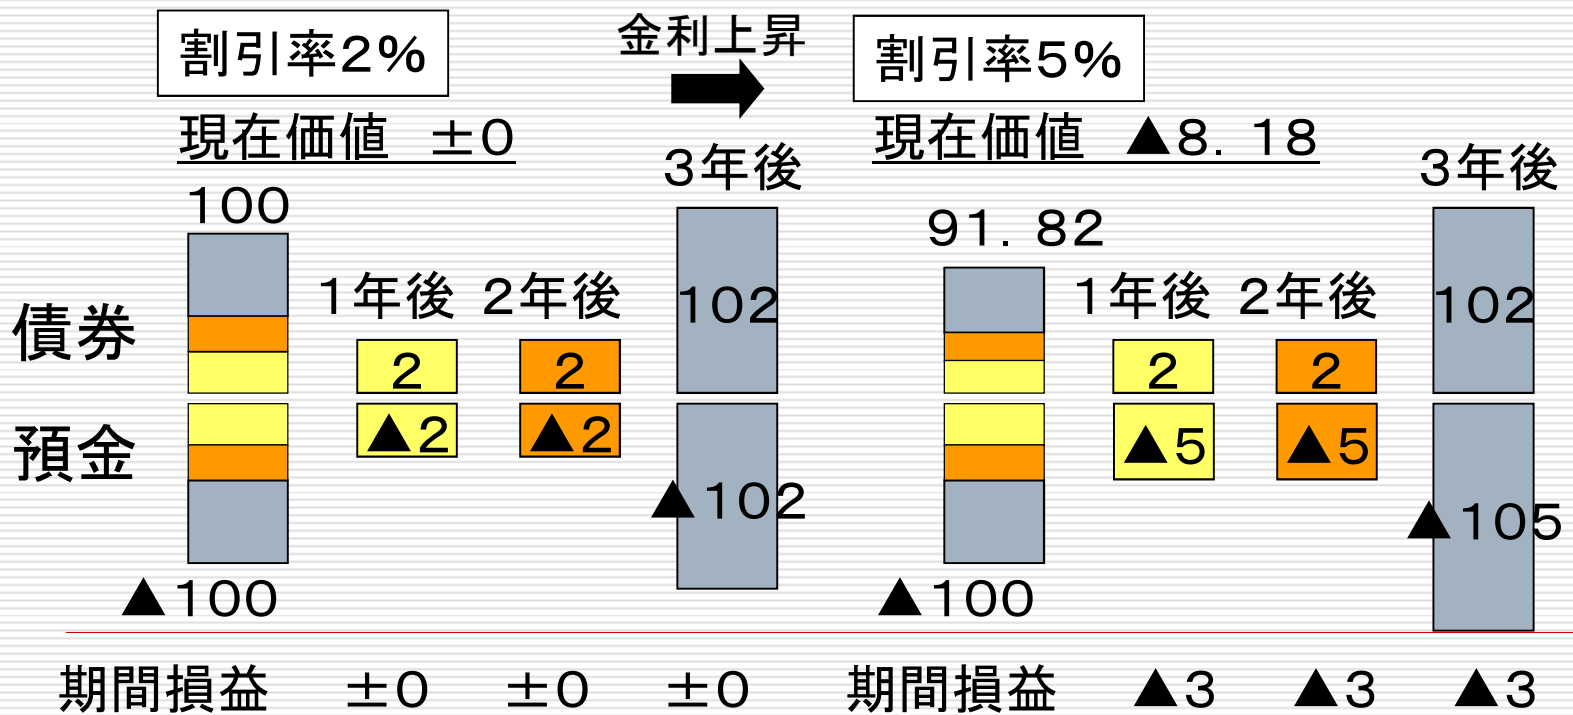 割引率２％
現在価値　±０
100
債券
預金
▲100
1年後
2
▲2
2年後
2
▲2
3年後
102
▲102
期間損益　±０　±０　±０
金利上昇
割引率５％
現在価値　▲８．１８
91．82
▲100
1年後
2
▲5
2年後
2
▲5
3年後
102
▲105
期間損益　▲３　▲３　▲３